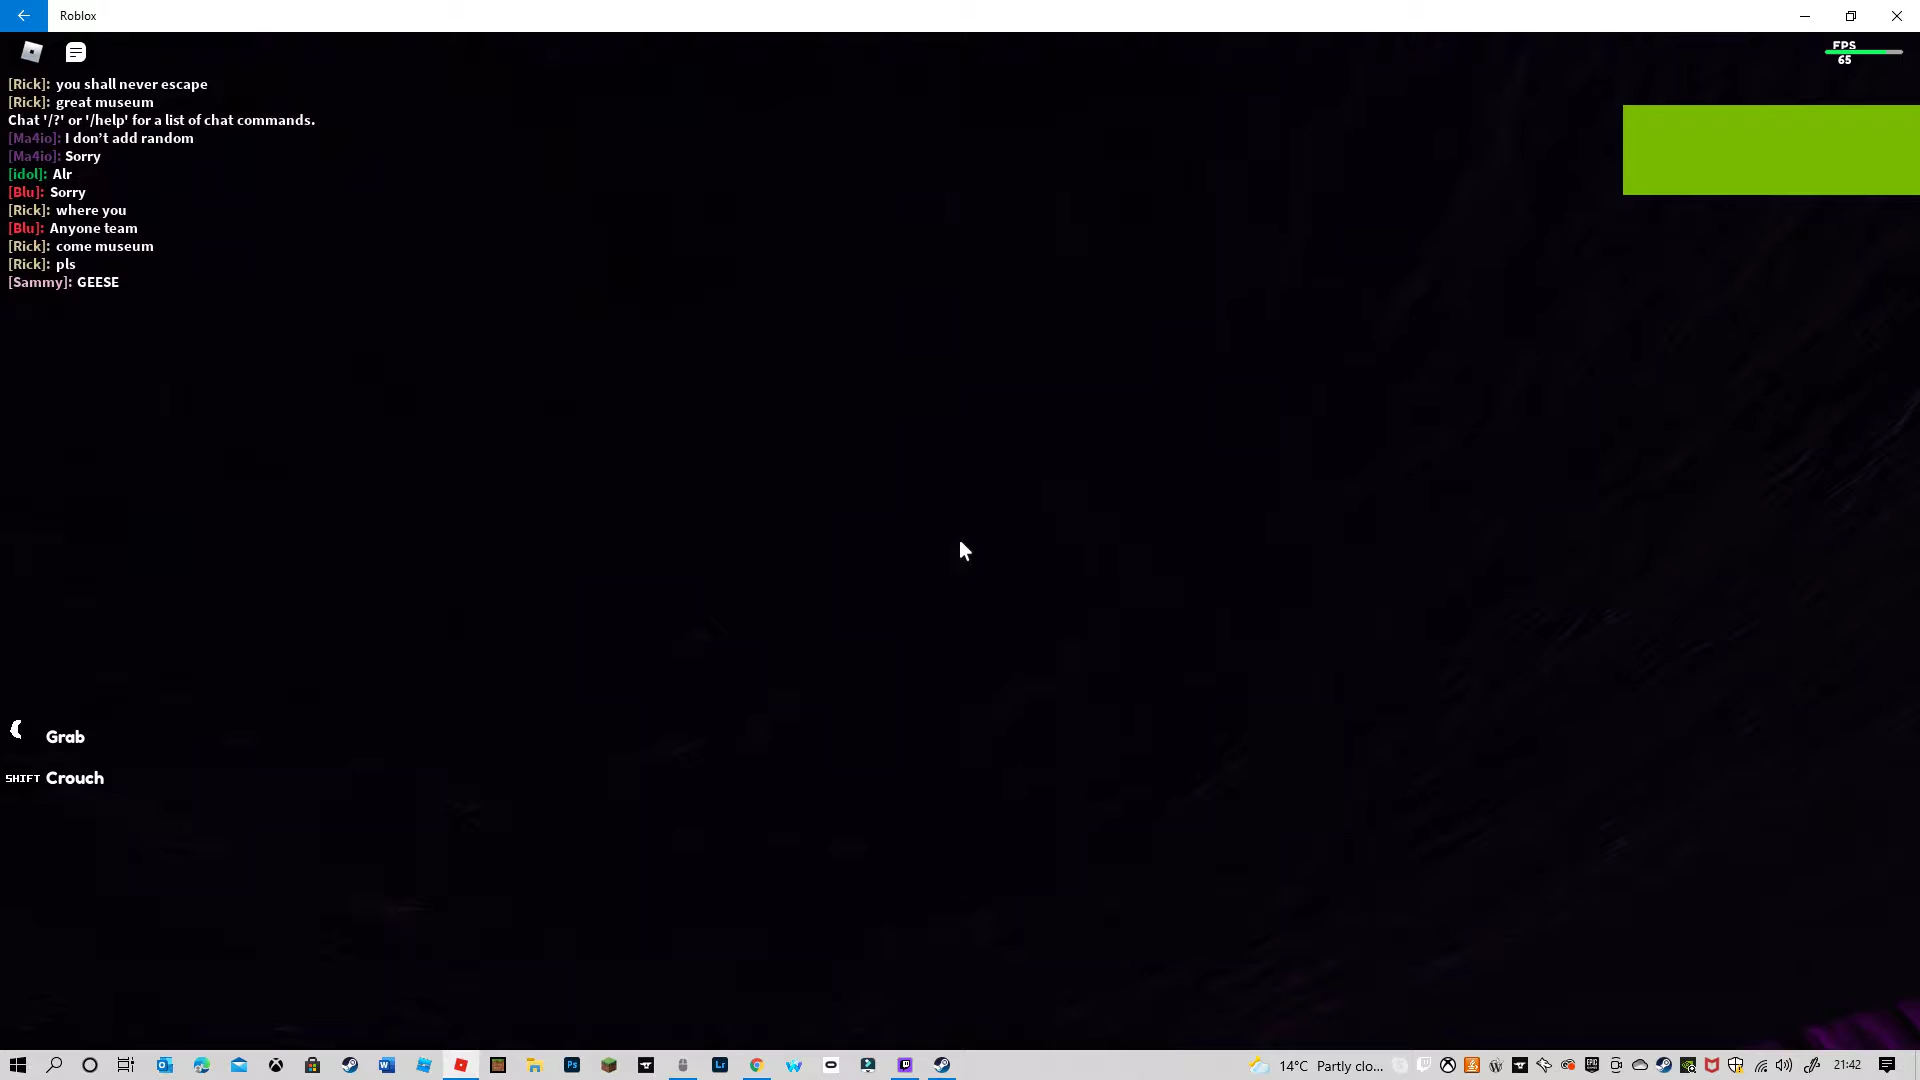 Roblox
FPS
65
[Rick]: you shall never escape
[Rick]: great museum
Chat '/?' or '/help' for a list of chat commands.
[Ma4io]: I don't add random
[Ma4io]: Sorry
[idol]: Alr
[Blu]: Sorry
[Rick]: where you
[Blu]: Anyone team
[Rick]: come museum
[Rick]: pls
[Sammy]: GEESE
Grab
SHIFT Crouch
14°C Partly clo... 21:42